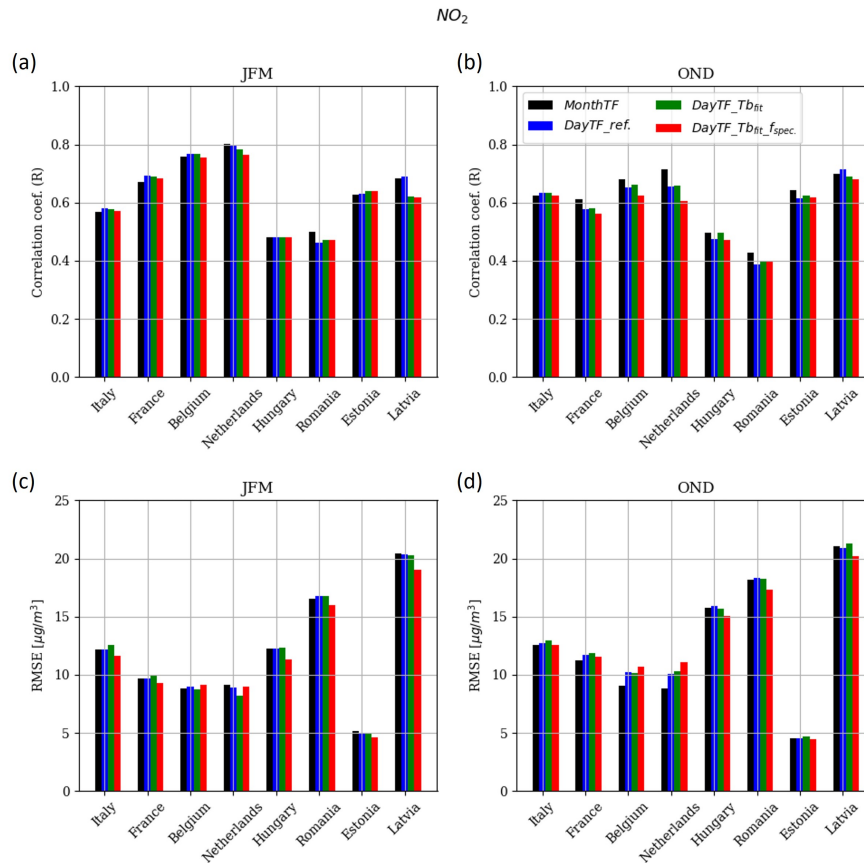 NO2
(a)
JFM
Correlation coef. (R)
1.0
0.8
0.6
0.4
0.2
0.0
Italy
France
Belgium
Netherlands
Hungary
Romania
Estonia
Latvia
(b)
OND
MonthTF
DayTF_ref.
DayTF_Tbfit
DayTF_Tbfit_fspec.
Correlation coef. (R)
1.0
0.8
0.6
0.4
0.2
0.0
Italy
France
Belgium
Netherlands
Hungary
Romania
Estonia
Latvia
(c)
JFM
RMSE [μg/m³]
25
20
15
10
5
0
Italy
France
Belgium
Netherlands
Hungary
Romania
Estonia
Latvia
(d)
OND
RMSE [μg/m³]
25
20
15
10
5
0
Italy
France
Belgium
Netherlands
Hungary
Romania
Estonia
Latvia